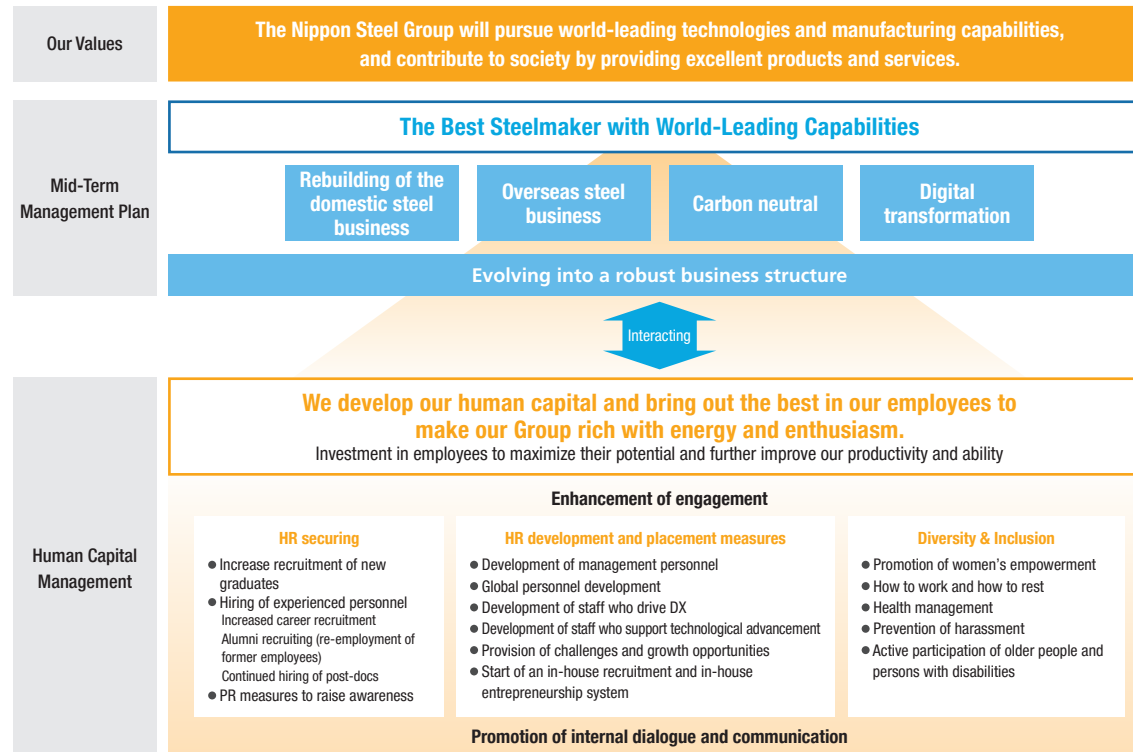 Our Values
The Nippon Steel Group will pursue world-leading technologies and manufacturing capabilities,
and contribute to society by providing excellent products and services.
Mid-Term
Management Plan
The Best Steelmaker with World-Leading Capabilities
Rebuilding of the
domestic steel
business
Overseas steel
business
Carbon neutral
Digital
transformation
Evolving into a robust business structure
Interacting
Human Capital
Management
We develop our human capital and bring out the best in our employees to
make our Group rich with energy and enthusiasm.
Investment in employees to maximize their potential and further improve our productivity and ability
Enhancement of engagement
HR securing
● Increase recruitment of new
graduates
● Hiring of experienced personnel
Increased career recruitment
Alumni recruiting (re-employment of
former employees)
Continued hiring of post-docs
● PR measures to raise awareness
HR development and placement measures
● Development of management personnel
● Global personnel development
● Development of staff who drive DX
● Development of staff who support technological advancement
● Provision of challenges and growth opportunities
● Start of an in-house recruitment and in-house
entrepreneurship system
Diversity & Inclusion
● Promotion of women's empowerment
● How to work and how to rest
● Health management
● Prevention of harassment
● Active participation of older people and
persons with disabilities
Promotion of internal dialogue and communication